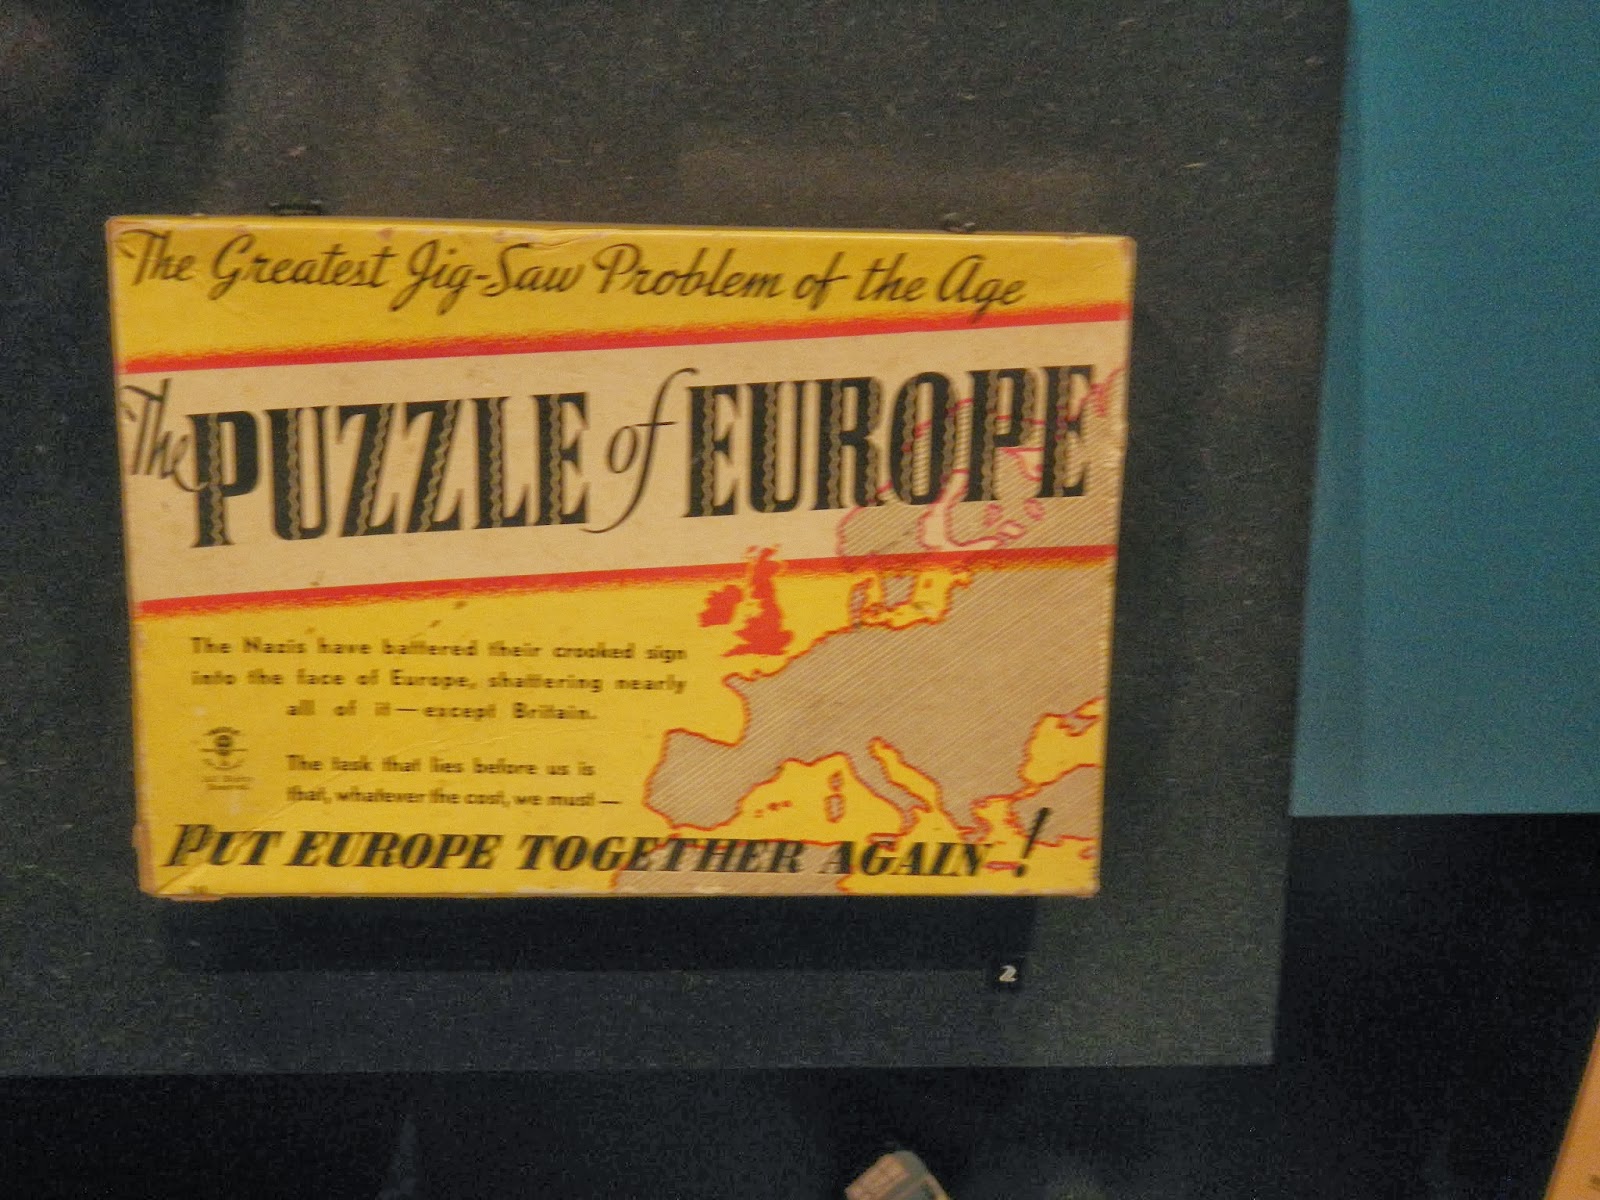 The Greatest Jig-Saw Problem of the Age
The PUZZLE of EUROPE
The Nazis have battered their crooked sign
into the face of Europe, shattering nearly
all of it — except Britain.
The task that lies before us is
that, whatever the cost, we must —
PUT EUROPE TOGETHER AGAIN!
2